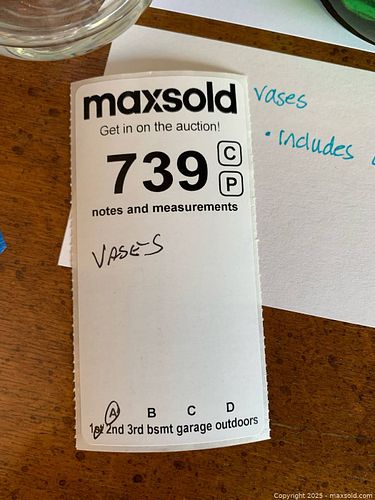 maxsold
Get in on the auction!
739 C
P
notes and measurements
VASES
A B C D
1st 2nd 3rd bsmt garage outdoors
vases
• includes
Copyright 2025 - maxsold.com